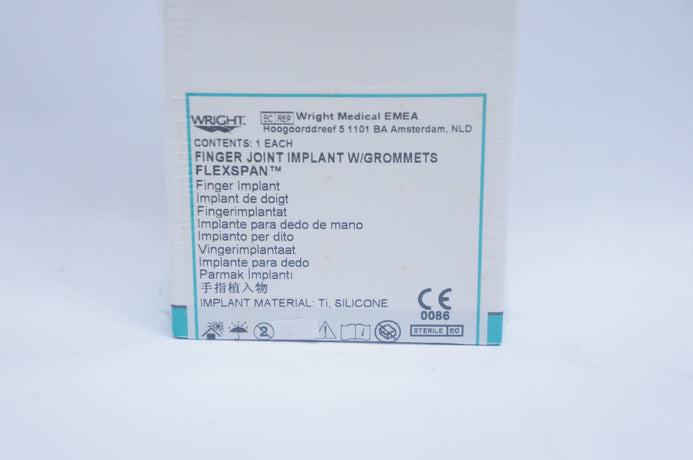 WRIGHT.
EC REP Wright Medical EMEA
Hoogoorddreef 5 1101 BA Amsterdam, NLD
CONTENTS: 1 EACH
FINGER JOINT IMPLANT W/GROMMETS
FLEXSPAN™
Finger Implant
Implant de doigt
Fingerimplantat
Implante para dedo de mano
Impianto per dito
Vingerimplantaat
Implante para dedo
Parmak İmplantı
手指植入物
IMPLANT MATERIAL: Ti, SILICONE
CE
0086
2
i
STERILE EO